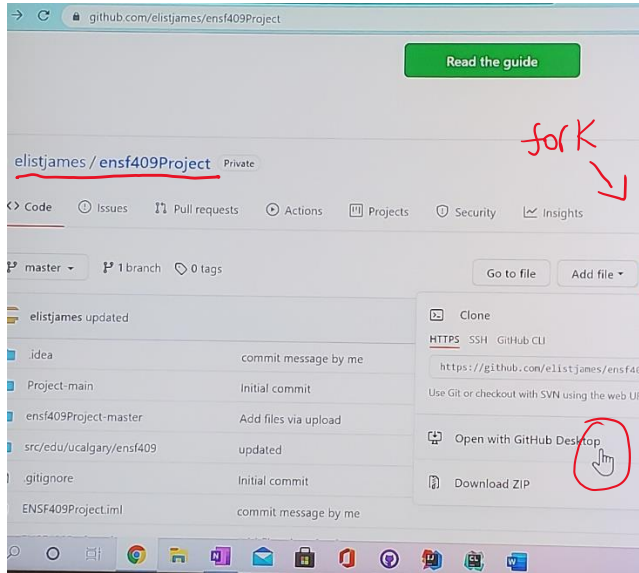 github.com/elistjames/ensf409Project
Read the guide
fork
elistjames / ensf409Project Private
<> Code Issues Pull requests Actions Projects Security Insights
master 1 branch 0 tags Go to file Add file
elistjames updated
Clone
HTTPS SSH GitHub CLI
https://github.com/elistjames/ensf40
Use Git or checkout with SVN using the web UR
.idea commit message by me
Project-main Initial commit
ensf409Project-master Add files via upload
Open with GitHub Desktop
src/edu/ucalgary/ensf409 updated
Download ZIP
.gitignore Initial commit
ENSF409Project.iml commit message by me